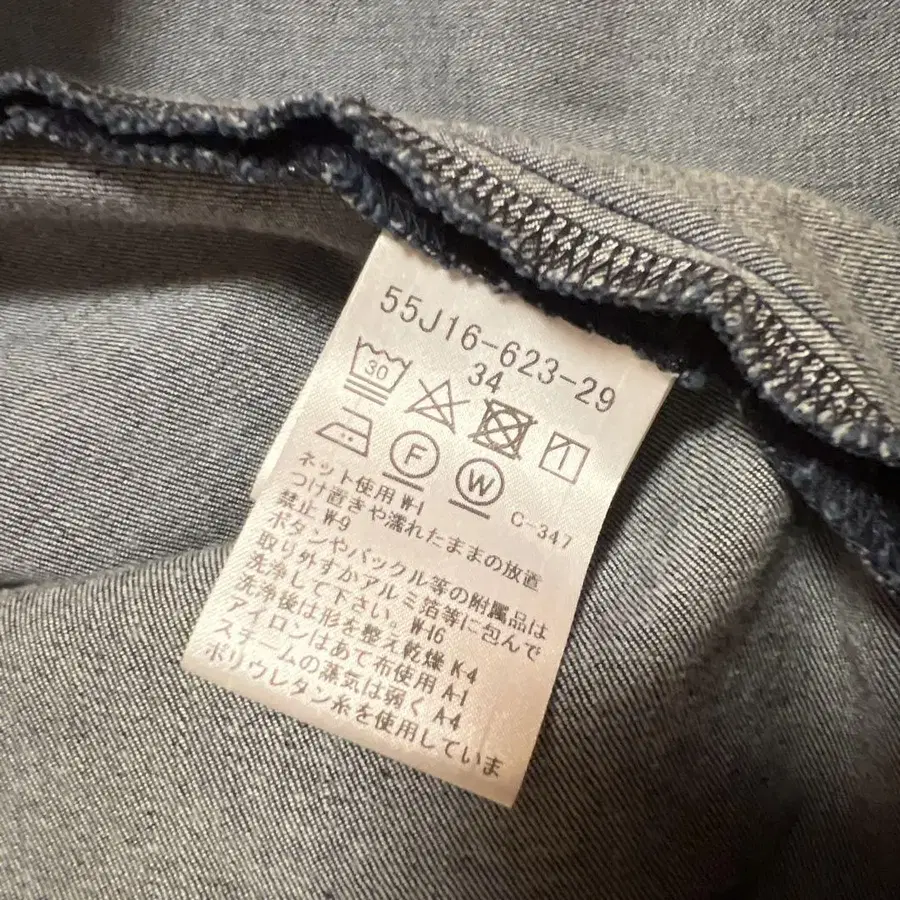 55J16-623-29
34
30
F W
C-347
ネット使用 W-1
つけ置きや濡れたままの放置
禁止 W-9
ボタンやバックル等の附属品は
取り外すかアルミ箔等に包んで
洗浄して下さい。 W-16
洗浄後は形を整え乾燥 K-4
アイロンはあて布使用 A-1
スチームの蒸気は弱く A-4
ポリウレタン糸を使用していま